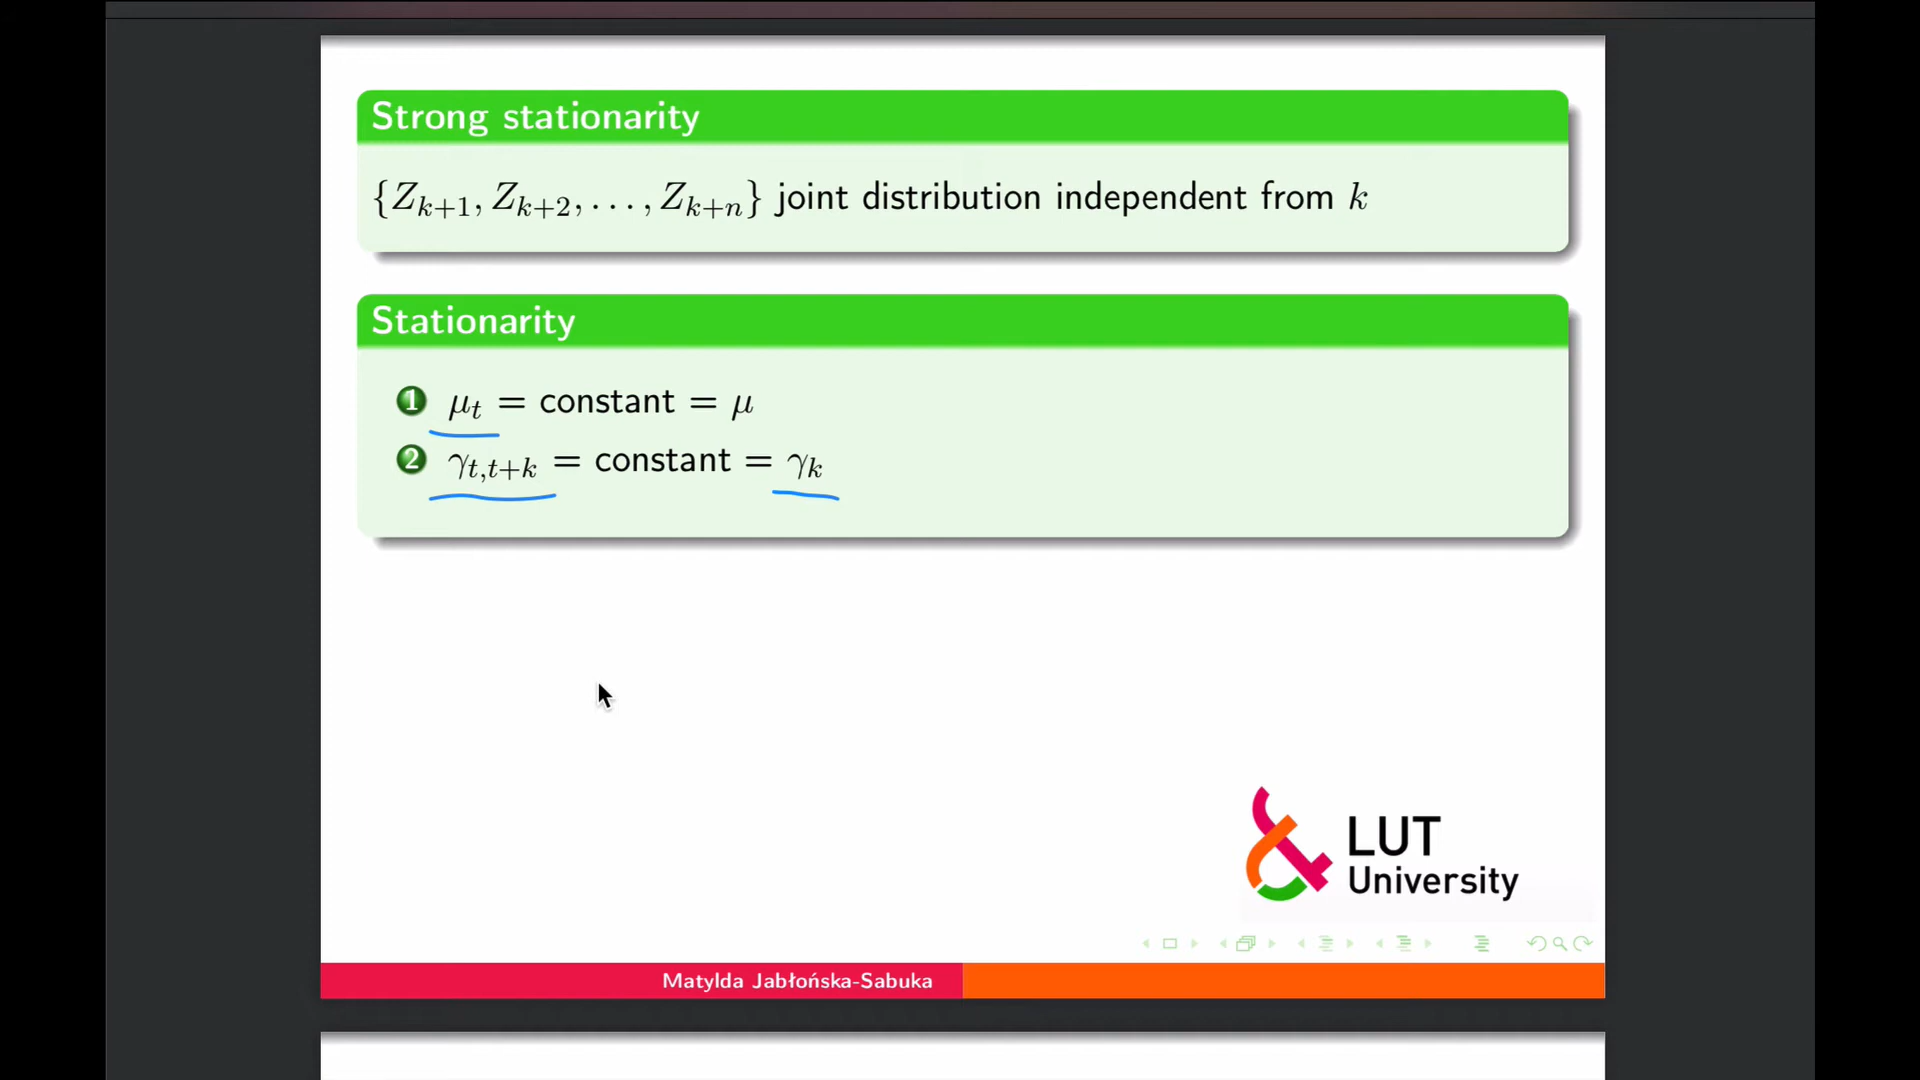 Strong stationarity
{Z_{k+1}, Z_{k+2}, . . . , Z_{k+n}} joint distribution independent from k
Stationarity
1 μ_t = constant = μ
2 γ_{t,t+k} = constant = γ_k
LUT
University
Matylda Jabłońska-Sabuka